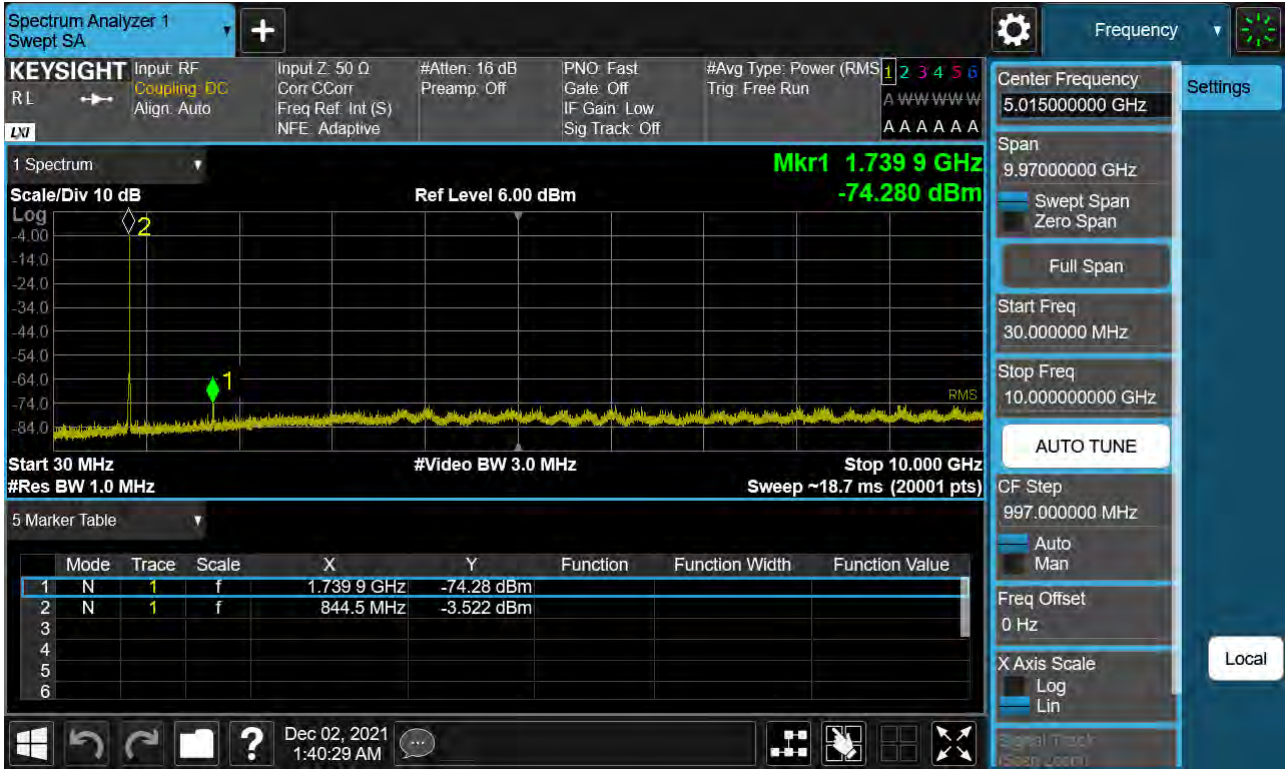 Spectrum Analyzer 1
Swept SA
+
Frequency
KEYSIGHT
R L
LXI
Input: RF
Coupling: DC
Align: Auto
Input Z: 50 Ω
Corr CCorr
Freq Ref: Int (S)
NFE: Adaptive
#Atten: 16 dB
Preamp: Off
PNO: Fast
Gate: Off
IF Gain: Low
Sig Track: Off
#Avg Type: Power (RMS
Trig: Free Run
1 2 3 4 5 6
A W W W W W
A A A A A A
1 Spectrum
Scale/Div 10 dB
Ref Level 6.00 dBm
Mkr1 1.739 9 GHz
-74.280 dBm
Log
-4.00
-14.0
-24.0
-34.0
-44.0
-54.0
-64.0
-74.0
-84.0
2
1
RMS
Start 30 MHz
#Video BW 3.0 MHz
Stop 10.000 GHz
#Res BW 1.0 MHz
Sweep ~18.7 ms (20001 pts)
5 Marker Table
Mode Trace Scale X Y Function Function Width Function Value
1 N 1 f 1.739 9 GHz -74.28 dBm
2 N 1 f 844.5 MHz -3.522 dBm
3
4
5
6
Dec 02, 2021
1:40:29 AM
?
Center Frequency
5.015000000 GHz
Settings
Span
9.97000000 GHz
Swept Span
Zero Span
Full Span
Start Freq
30.000000 MHz
Stop Freq
10.000000000 GHz
AUTO TUNE
CF Step
997.000000 MHz
Auto
Man
Freq Offset
0 Hz
X Axis Scale
Log
Lin
Local
Signal Track
(Span Zoom)